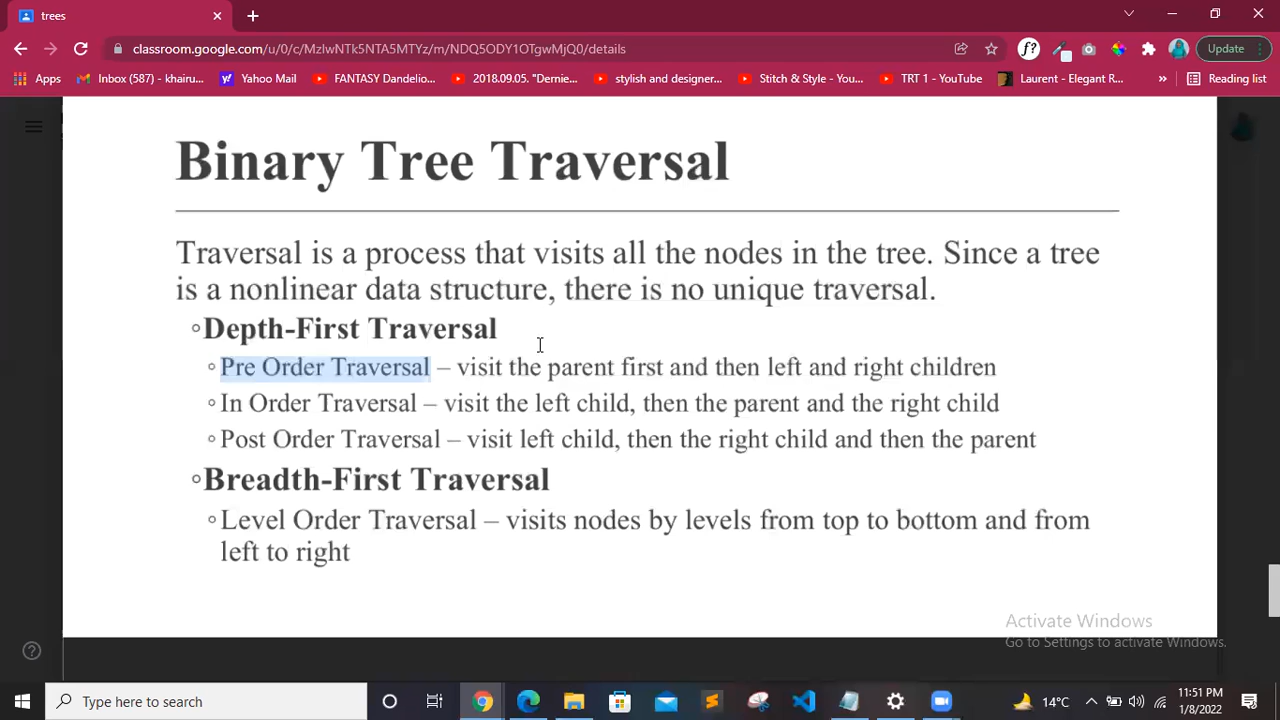 trees
classroom.google.com/u/0/c/MzIwNTk5NTA5MTYz/m/NDQ5ODY1OTgwMjQ0/details
Update
Apps
Inbox (587) - khairu...
Yahoo Mail
FANTASY Dandelio...
2018.09.05. "Dernie...
stylish and designer...
Stitch & Style - You...
TRT 1 - YouTube
Laurent - Elegant R...
Reading list
Binary Tree Traversal
Traversal is a process that visits all the nodes in the tree. Since a tree
is a nonlinear data structure, there is no unique traversal.
◦Depth-First Traversal
◦Pre Order Traversal – visit the parent first and then left and right children
◦In Order Traversal – visit the left child, then the parent and the right child
◦Post Order Traversal – visit left child, then the right child and then the parent
◦Breadth-First Traversal
◦Level Order Traversal – visits nodes by levels from top to bottom and from
left to right
Activate Windows
Go to Settings to activate Windows.
Type here to search
14°C
11:51 PM
1/8/2022